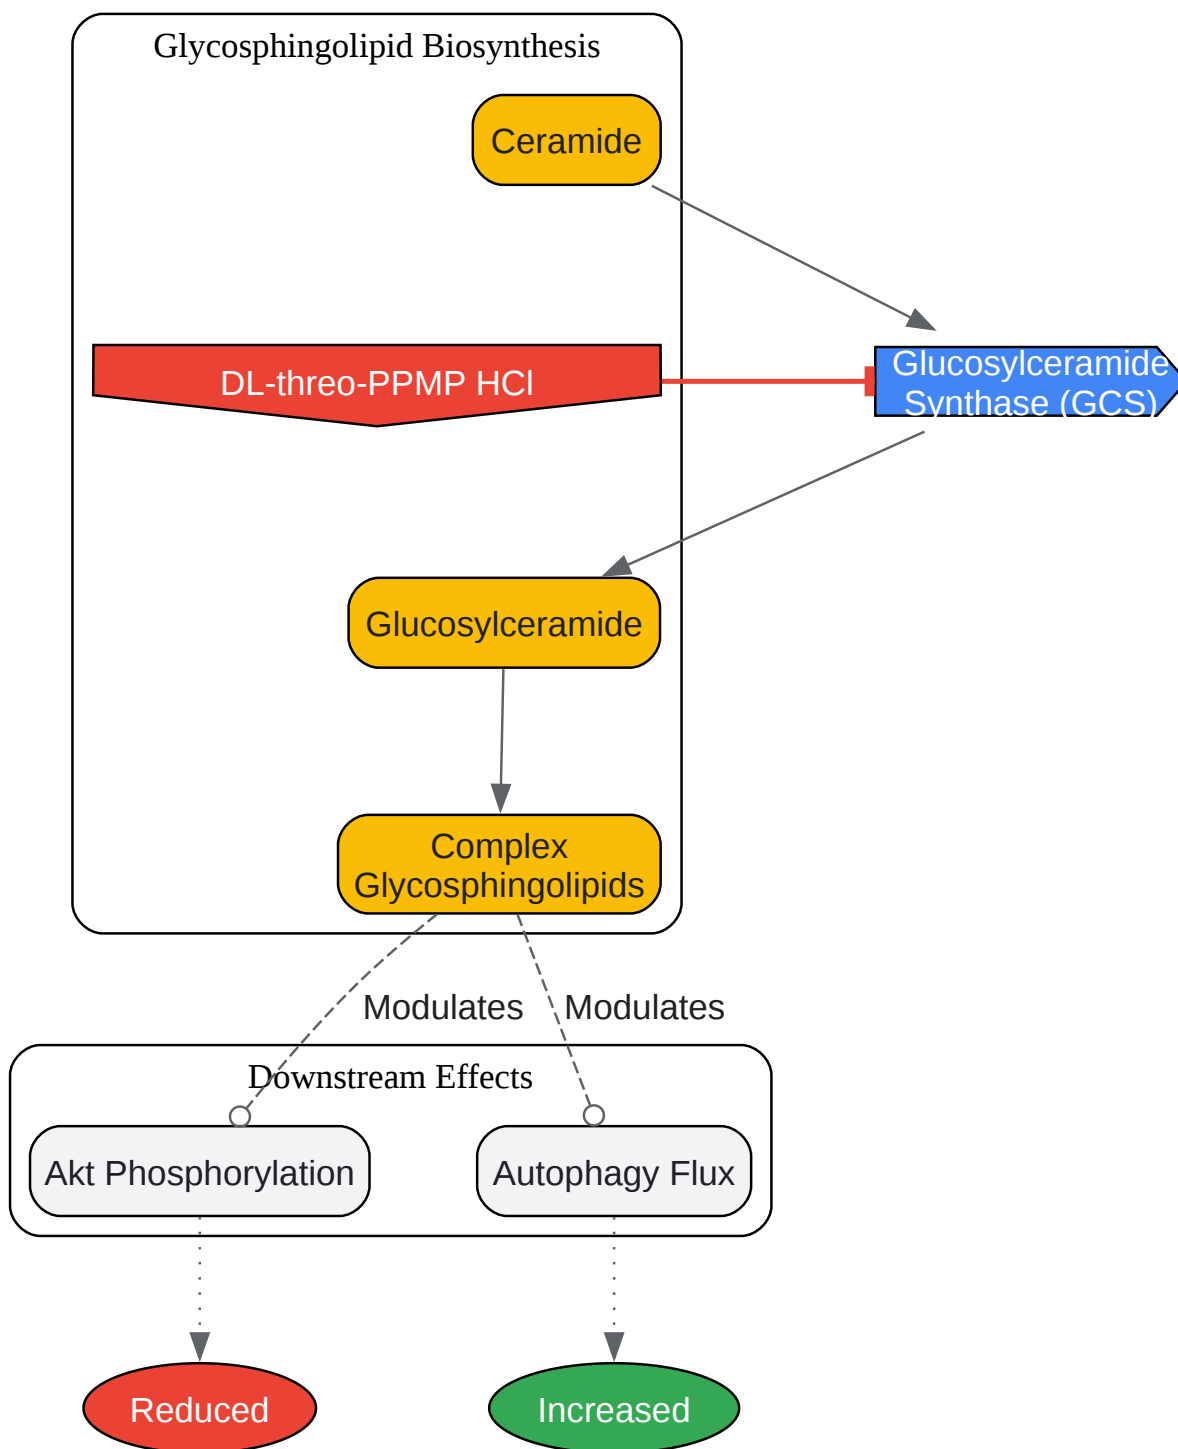 Glycosphingolipid Biosynthesis
Ceramide
DL-threo-PPMP HCl
Glucosylceramide
Synthase (GCS)
Glucosylceramide
Complex
Glycosphingolipids
Modulates
Modulates
Downstream Effects
Akt Phosphorylation
Autophagy Flux
Reduced
Increased